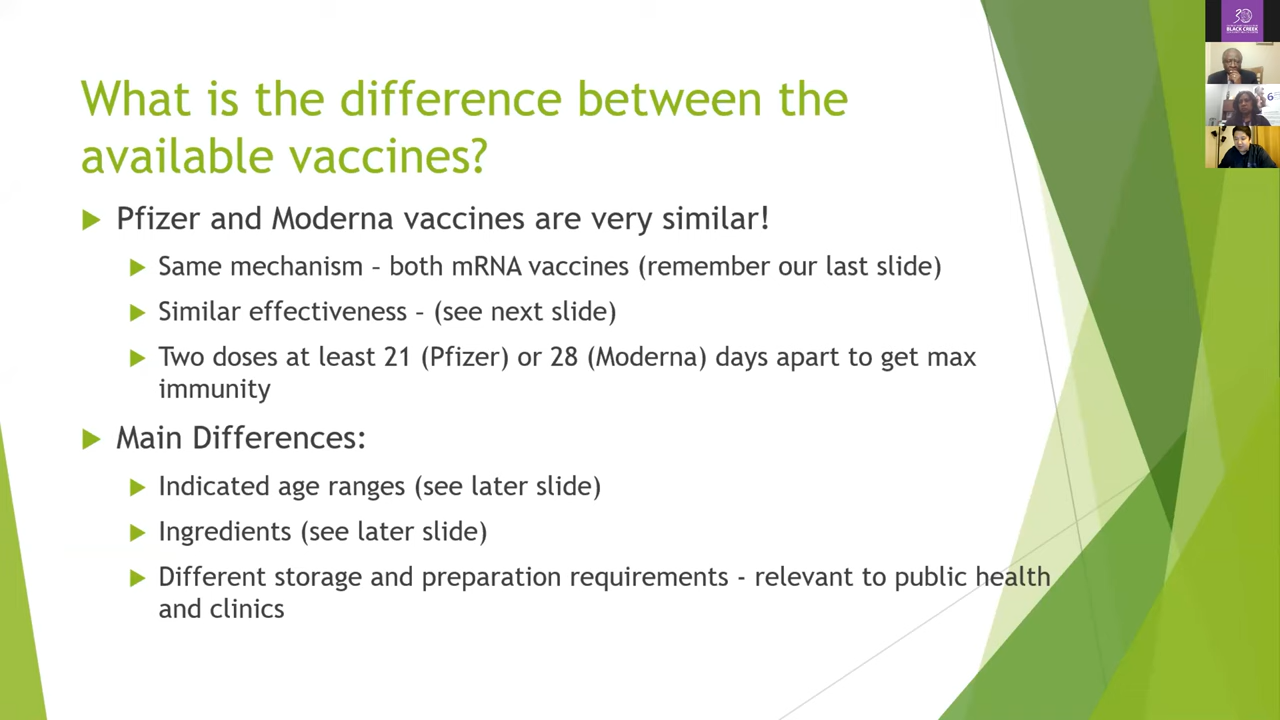 What is the difference between the
available vaccines?
Pfizer and Moderna vaccines are very similar!
Same mechanism – both mRNA vaccines (remember our last slide)
Similar effectiveness – (see next slide)
Two doses at least 21 (Pfizer) or 28 (Moderna) days apart to get max
immunity
Main Differences:
Indicated age ranges (see later slide)
Ingredients (see later slide)
Different storage and preparation requirements - relevant to public health
and clinics
30
BLACK CREEK